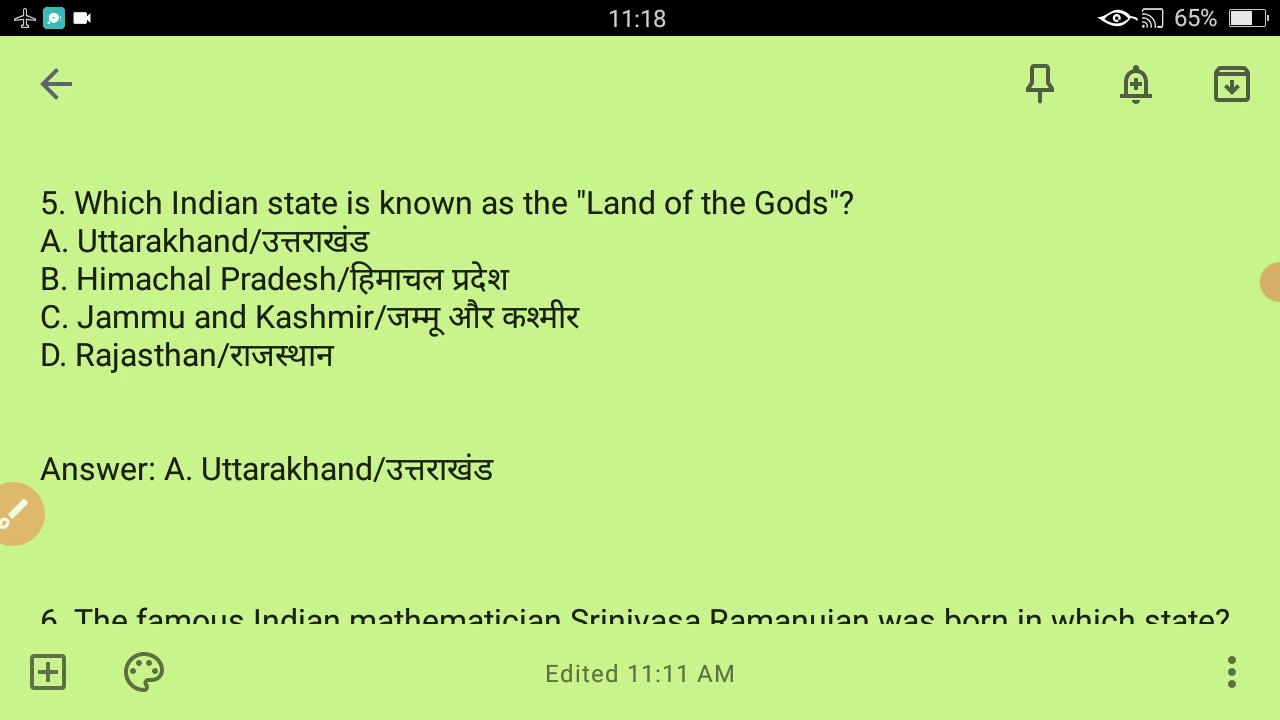 11:18
65%
5. Which Indian state is known as the "Land of the Gods"?
A. Uttarakhand/उत्तराखंड
B. Himachal Pradesh/हिमाचल प्रदेश
C. Jammu and Kashmir/जम्मू और कश्मीर
D. Rajasthan/राजस्थान
Answer: A. Uttarakhand/उत्तराखंड
6. The famous Indian mathematician Srinivasa Ramanujan was born in which state?
Edited 11:11 AM